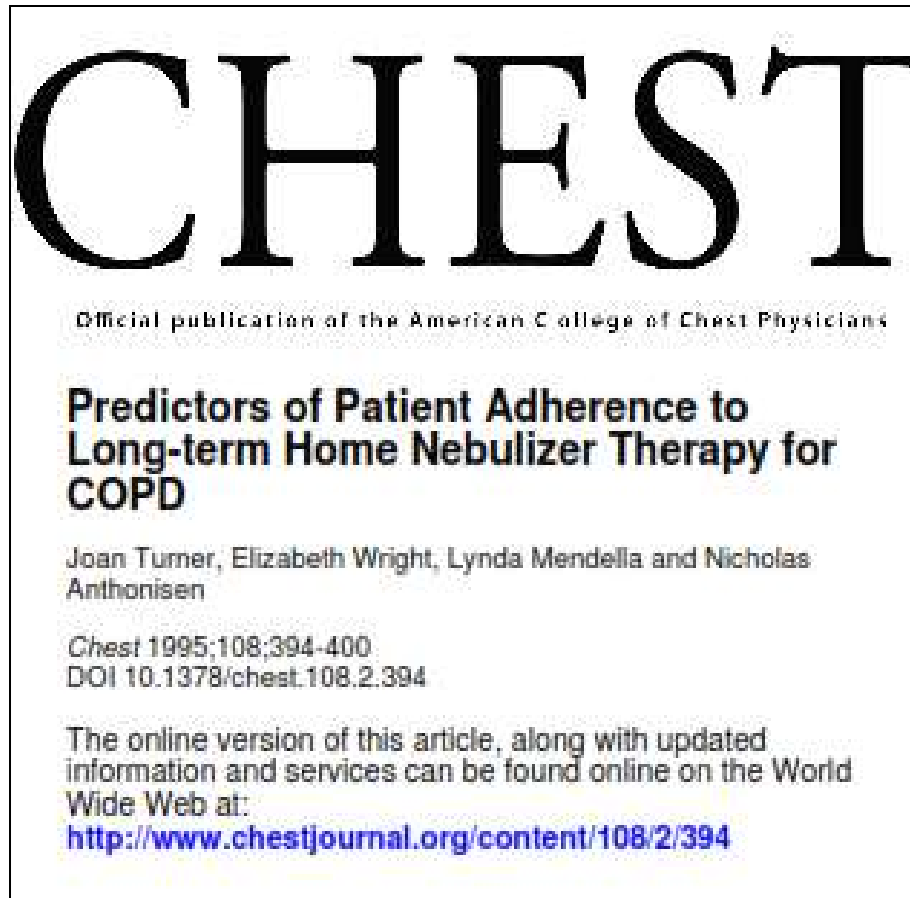 CHEST
Official publication of the American College of Chest Physicians
Predictors of Patient Adherence to
Long-term Home Nebulizer Therapy for
COPD
Joan Turner, Elizabeth Wright, Lynda Mendella and Nicholas
Anthonisen
Chest 1995;108;394-400
DOI 10.1378/chest.108.2.394
The online version of this article, along with updated
information and services can be found online on the World
Wide Web at:
http://www.chestjournal.org/content/108/2/394